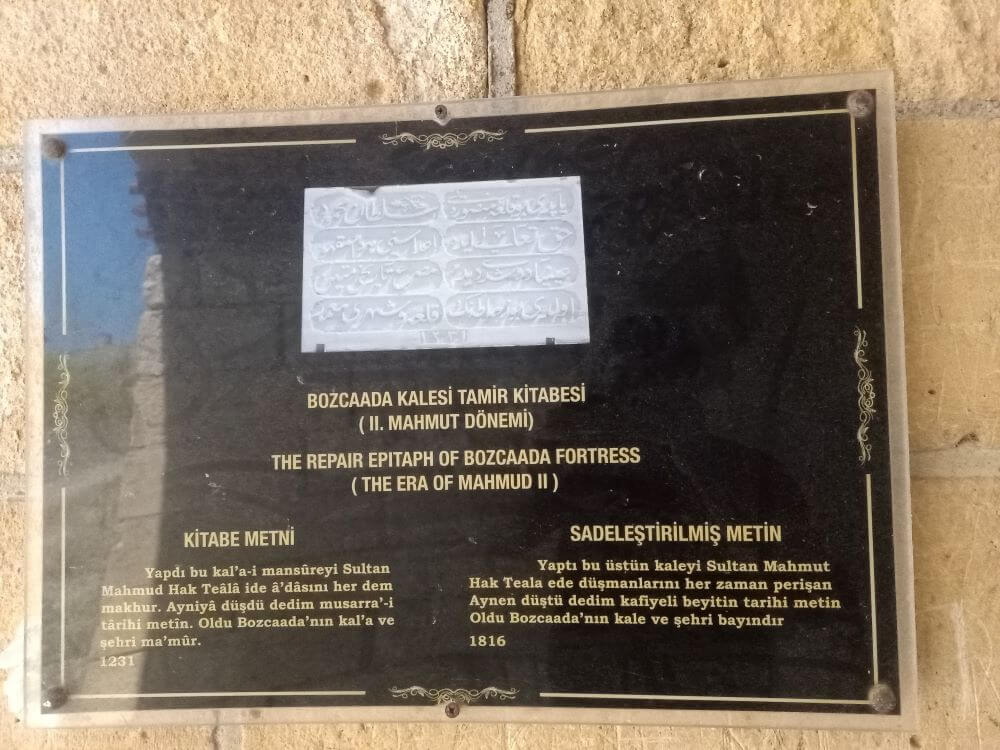 BOZCAADA KALESİ TAMİR KİTABESİ
( II. MAHMUT DÖNEMİ)
THE REPAIR EPITAPH OF BOZCAADA FORTRESS
( THE ERA OF MAHMUD II )
KİTABE METNİ
Yapdı bu kal’a-i mansûreyi Sultan
Mahmud Hak Teâlâ ide â’dâsını her dem
makhur. Ayniyâ düşdü dedim musarra’-i
târihi metîn. Oldu Bozcaada’nın kal’a ve
şehri ma’mûr.
1231
SADELEŞTİRİLMİŞ METİN
Yaptı bu üstün kaleyi Sultan Mahmut
Hak Teala ede düşmanlarını her zaman perişan
Aynen düştü dedim kafiyeli beyitin tarihi metin
Oldu Bozcaada’nın kale ve şehri bayındır
1816